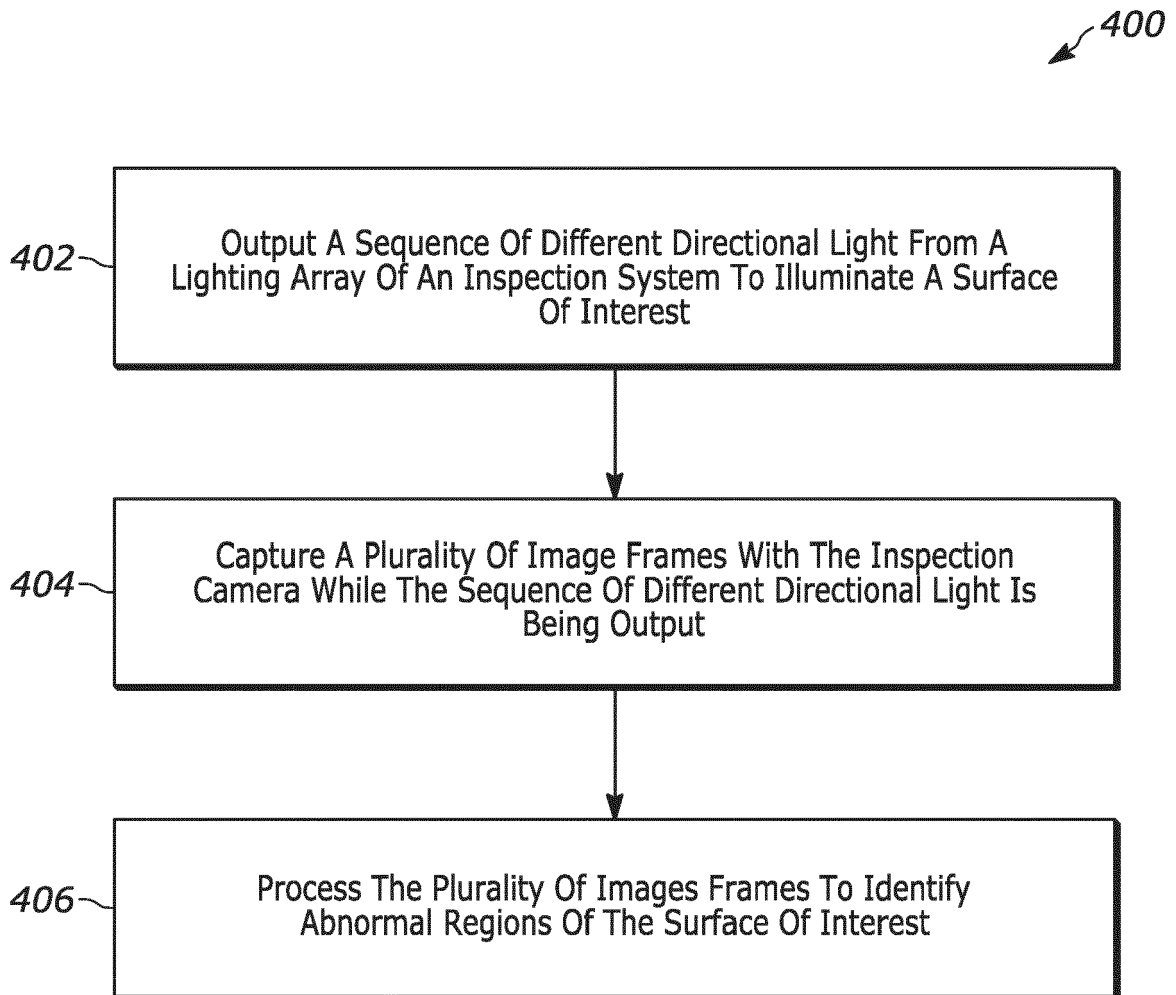 400
402
Output A Sequence Of Different Directional Light From A
Lighting Array Of An Inspection System To Illuminate A Surface
Of Interest
404
Capture A Plurality Of Image Frames With The Inspection
Camera While The Sequence Of Different Directional Light Is
Being Output
406
Process The Plurality Of Images Frames To Identify
Abnormal Regions Of The Surface Of Interest